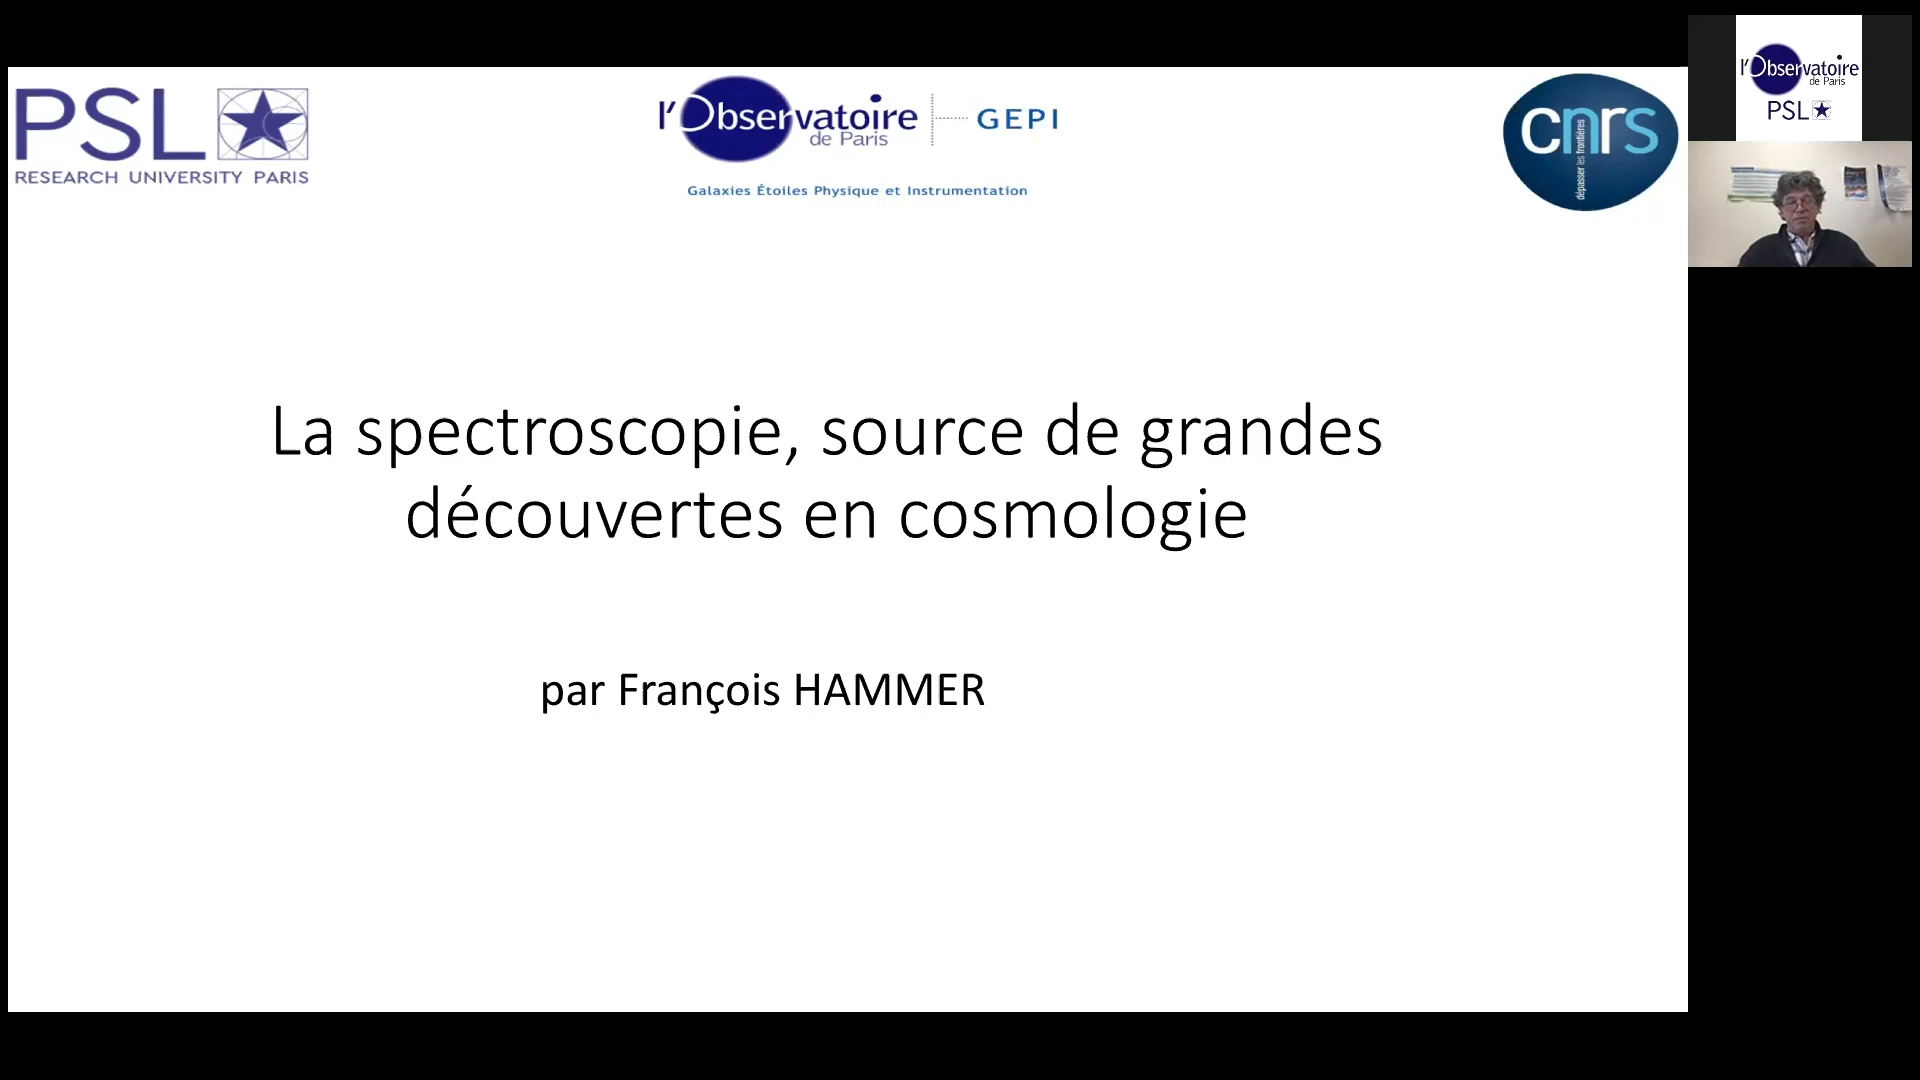 PSL
RESEARCH UNIVERSITY PARIS
l'Observatoire
de Paris
GEPI
Galaxies Étoiles Physique et Instrumentation
cnrs
dépasser les frontières
La spectroscopie, source de grandes
découvertes en cosmologie
par François HAMMER
l'Observatoire
de Paris
PSL